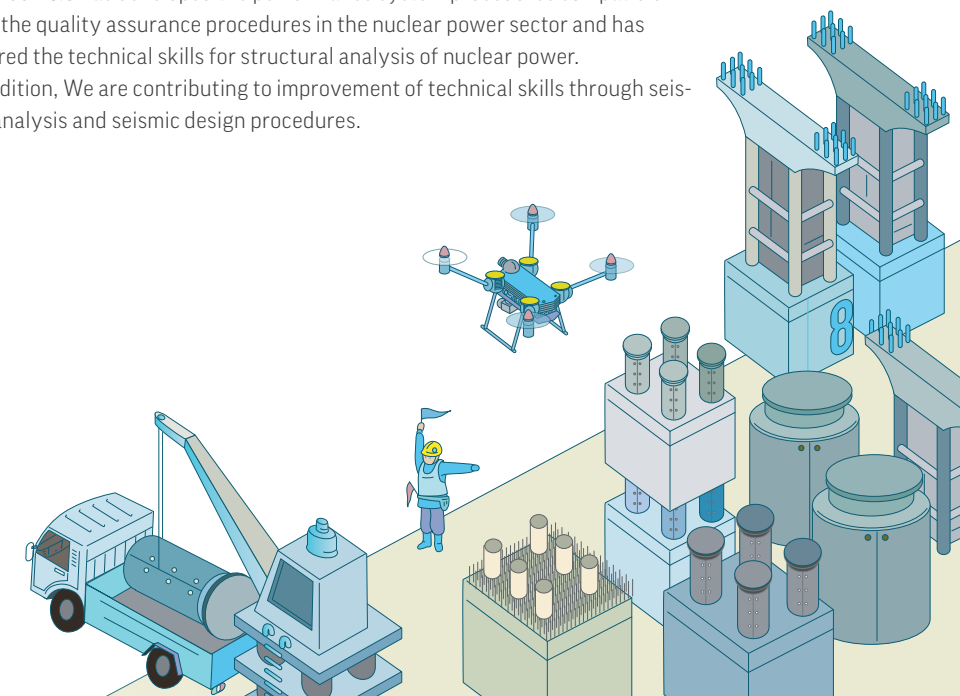 the quality assurance procedures in the nuclear power sector and has
red the technical skills for structural analysis of nuclear power.
dition, We are contributing to improvement of technical skills through seis-
analysis and seismic design procedures.
8